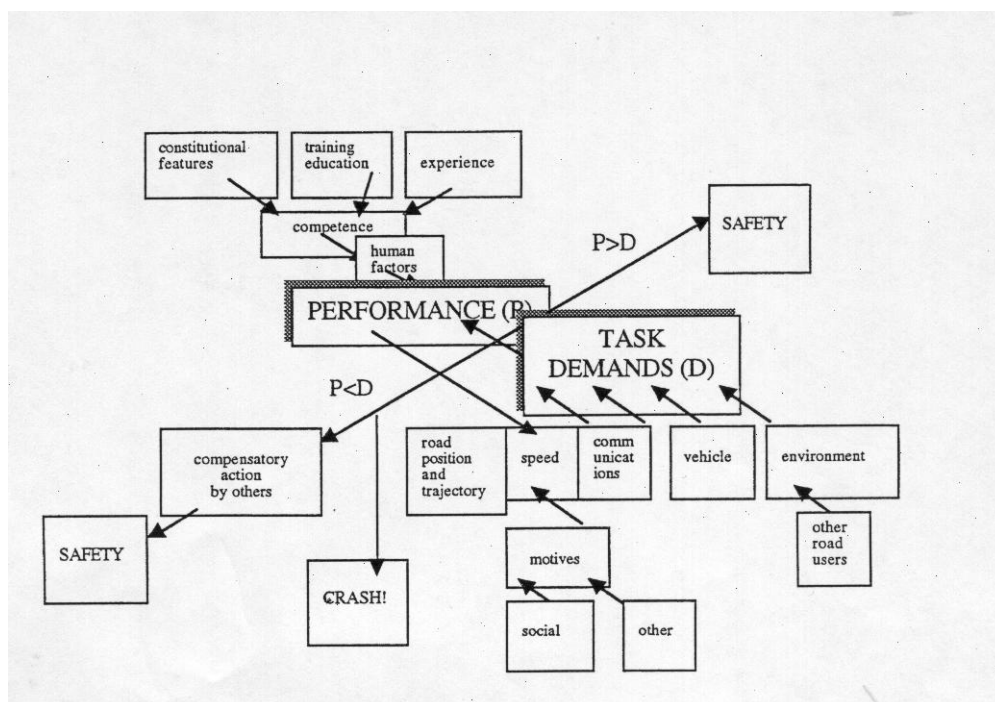 constitutional
features
training
education
experience
competence
human
factors
PERFORMANCE (P)
TASK
DEMANDS (D)
P>D
SAFETY
P<D
compensatory
action
by others
SAFETY
CRASH!
road
position
and
trajectory
speed
comm
unicat
ions
vehicle
environment
other
road
users
motives
social
other